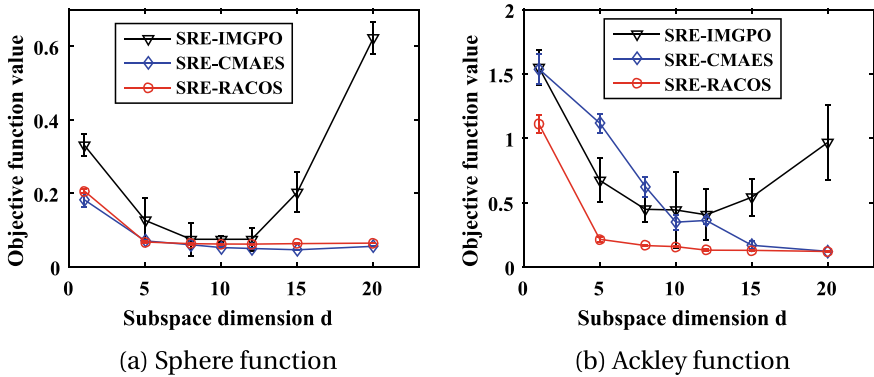 Objective function value
0.6
0.4
0.2
0
0 5 10 15 20
Subspace dimension d
SRE-IMGPO
SRE-CMAES
SRE-RACOS
(a) Sphere function
Objective function value
2
1.5
1
0.5
0
0 5 10 15 20
Subspace dimension d
SRE-IMGPO
SRE-CMAES
SRE-RACOS
(b) Ackley function